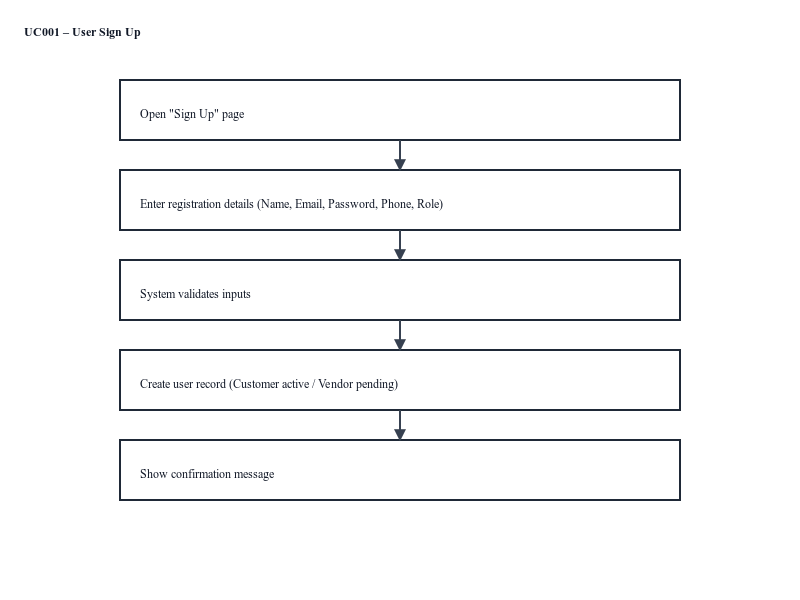 UC001 – User Sign Up
Open "Sign Up" page
Enter registration details (Name, Email, Password, Phone, Role)
System validates inputs
Create user record (Customer active / Vendor pending)
Show confirmation message